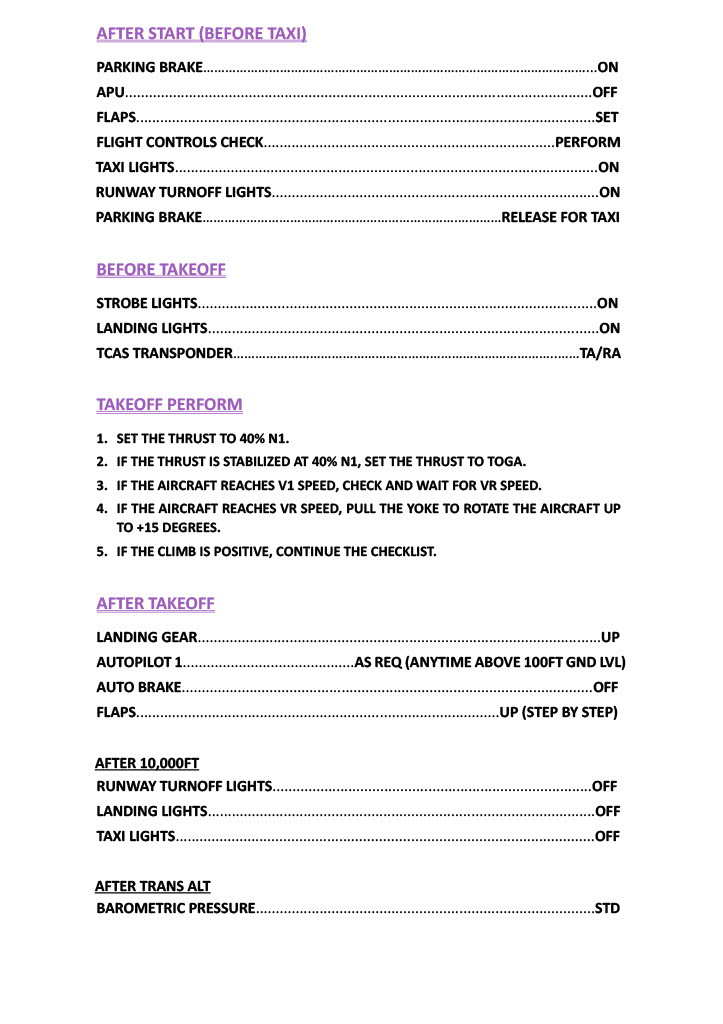 AFTER START (BEFORE TAXI)
PARKING BRAKE...........................................................................................................ON
APU.....................................................................................................................OFF
FLAPS...................................................................................................................SET
FLIGHT CONTROLS CHECK.........................................................................PERFORM
TAXI LIGHTS..........................................................................................................ON
RUNWAY TURNOFF LIGHTS..................................................................................ON
PARKING BRAKE...........................................................................RELEASE FOR TAXI
BEFORE TAKEOFF
STROBE LIGHTS....................................................................................................ON
LANDING LIGHTS..................................................................................................ON
TCAS TRANSPONDER.......................................................................................TA/RA
TAKEOFF PERFORM
1. SET THE THRUST TO 40% N1.
2. IF THE THRUST IS STABILIZED AT 40% N1, SET THE THRUST TO TOGA.
3. IF THE AIRCRAFT REACHES V1 SPEED, CHECK AND WAIT FOR VR SPEED.
4. IF THE AIRCRAFT REACHES VR SPEED, PULL THE YOKE TO ROTATE THE AIRCRAFT UP
TO +15 DEGREES.
5. IF THE CLIMB IS POSITIVE, CONTINUE THE CHECKLIST.
AFTER TAKEOFF
LANDING GEAR.....................................................................................................UP
AUTOPILOT 1...........................................AS REQ (ANYTIME ABOVE 100FT GND LVL)
AUTO BRAKE.......................................................................................................OFF
FLAPS...........................................................................................UP (STEP BY STEP)
AFTER 10,000FT
RUNWAY TURNOFF LIGHTS................................................................................OFF
LANDING LIGHTS.................................................................................................OFF
TAXI LIGHTS.........................................................................................................OFF
AFTER TRANS ALT
BAROMETRIC PRESSURE.....................................................................................STD